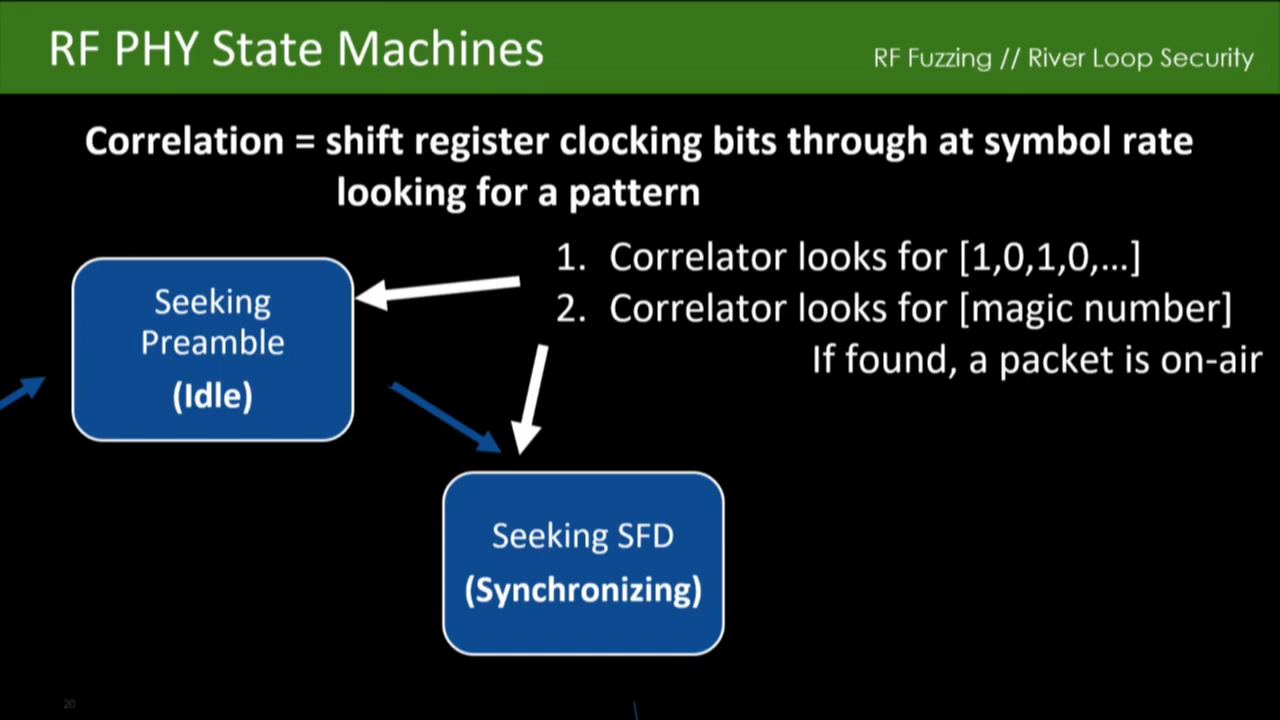 RF PHY State Machines
RF Fuzzing // River Loop Security
Correlation = shift register clocking bits through at symbol rate
looking for a pattern
1. Correlator looks for [1,0,1,0,...]
2. Correlator looks for [magic number]
If found, a packet is on-air
Seeking
Preamble
(Idle)
Seeking SFD
(Synchronizing)
20